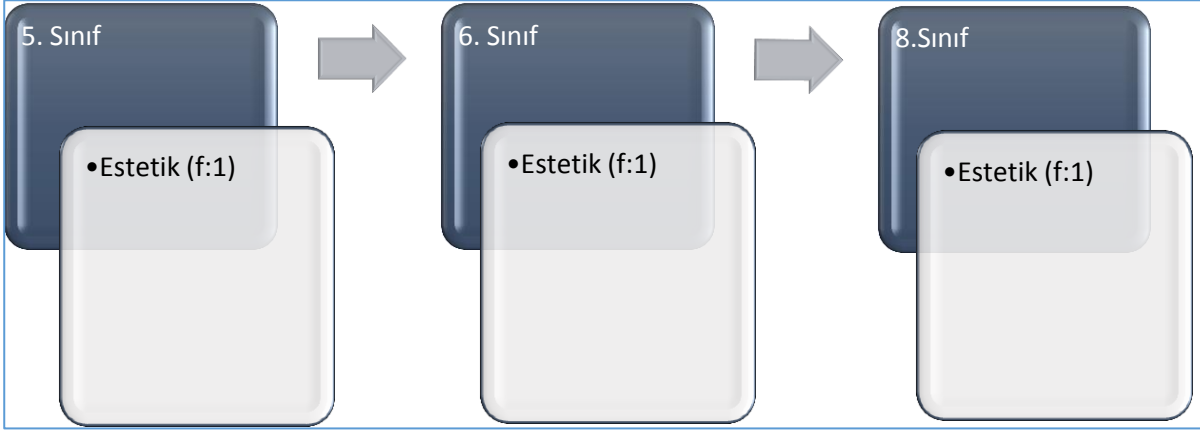 5. Sınıf
•Estetik (f:1)
6. Sınıf
•Estetik (f:1)
8.Sınıf
•Estetik (f:1)